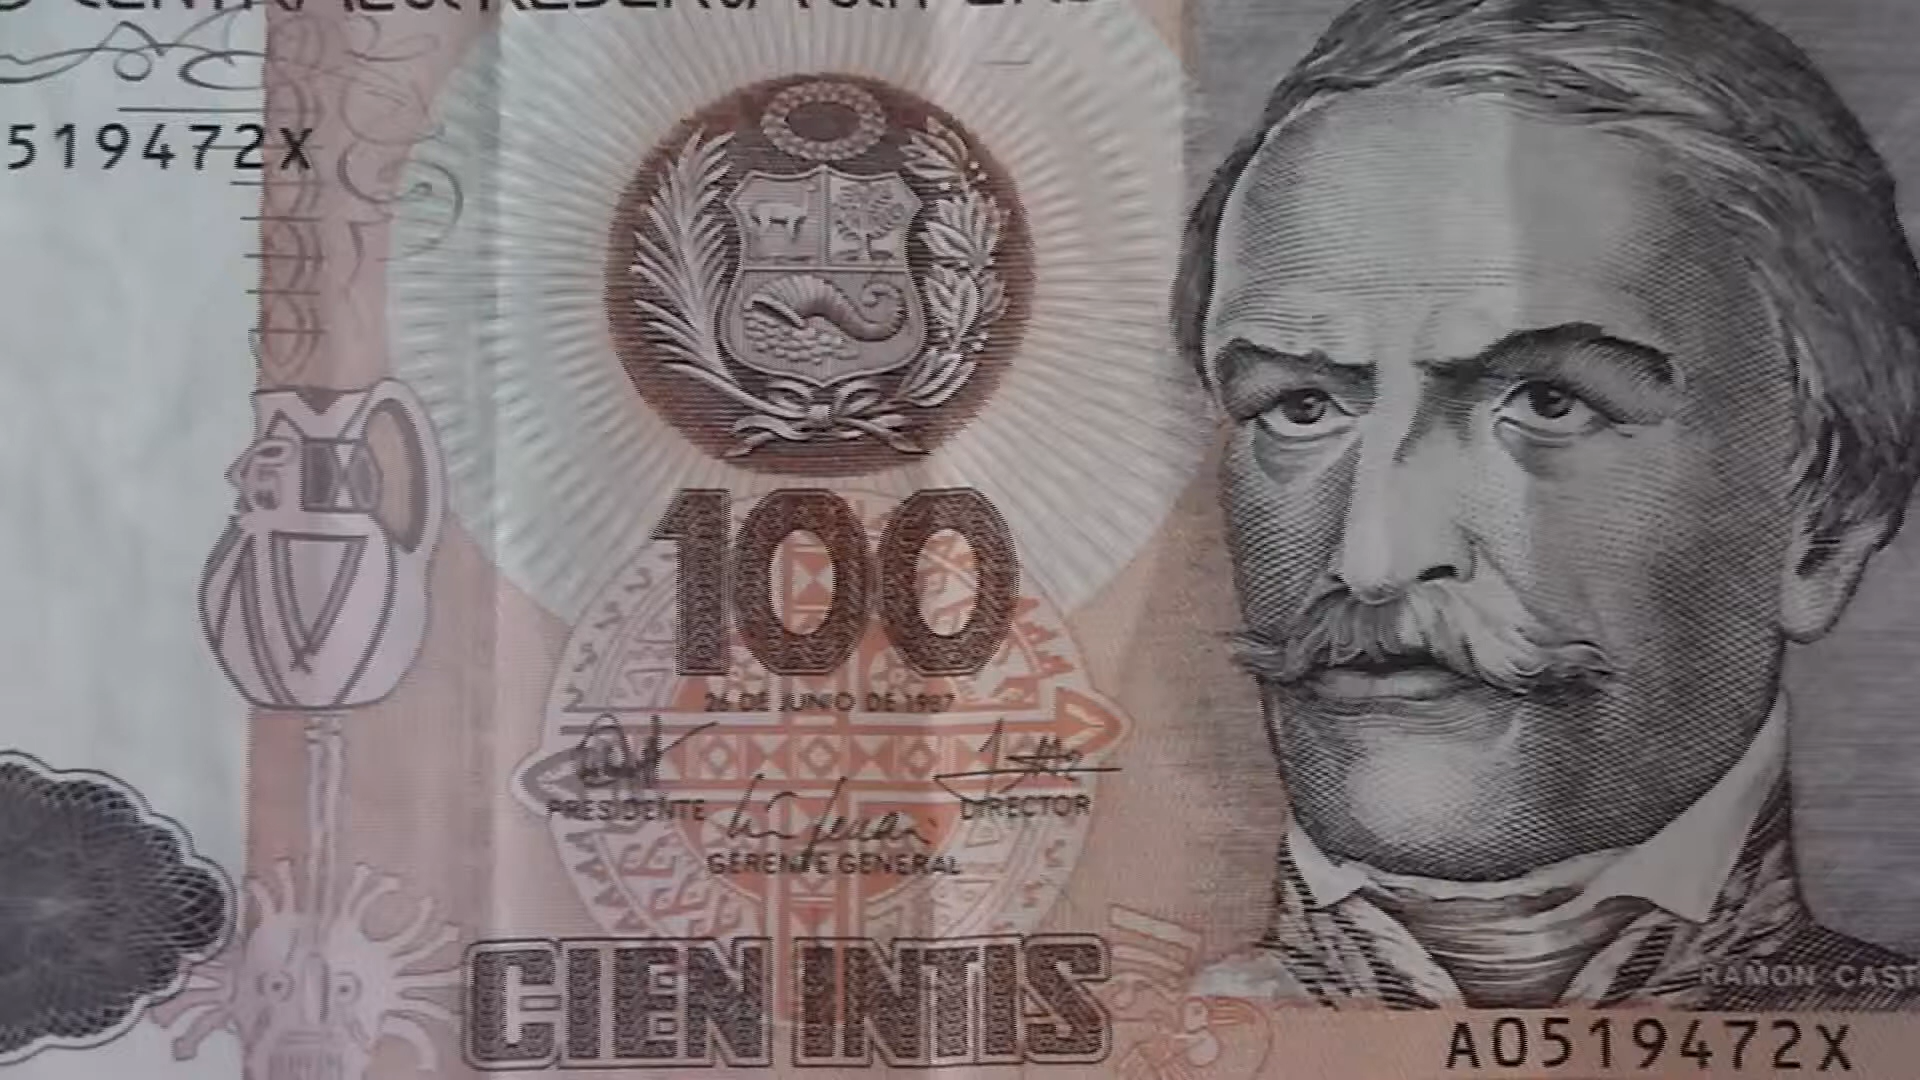 519472X
100
26 DE JUNIO DE 1987
PRESIDENTE
DIRECTOR
GERENTE GENERAL
CIEN INTIS
RAMON CAST
A0519472X